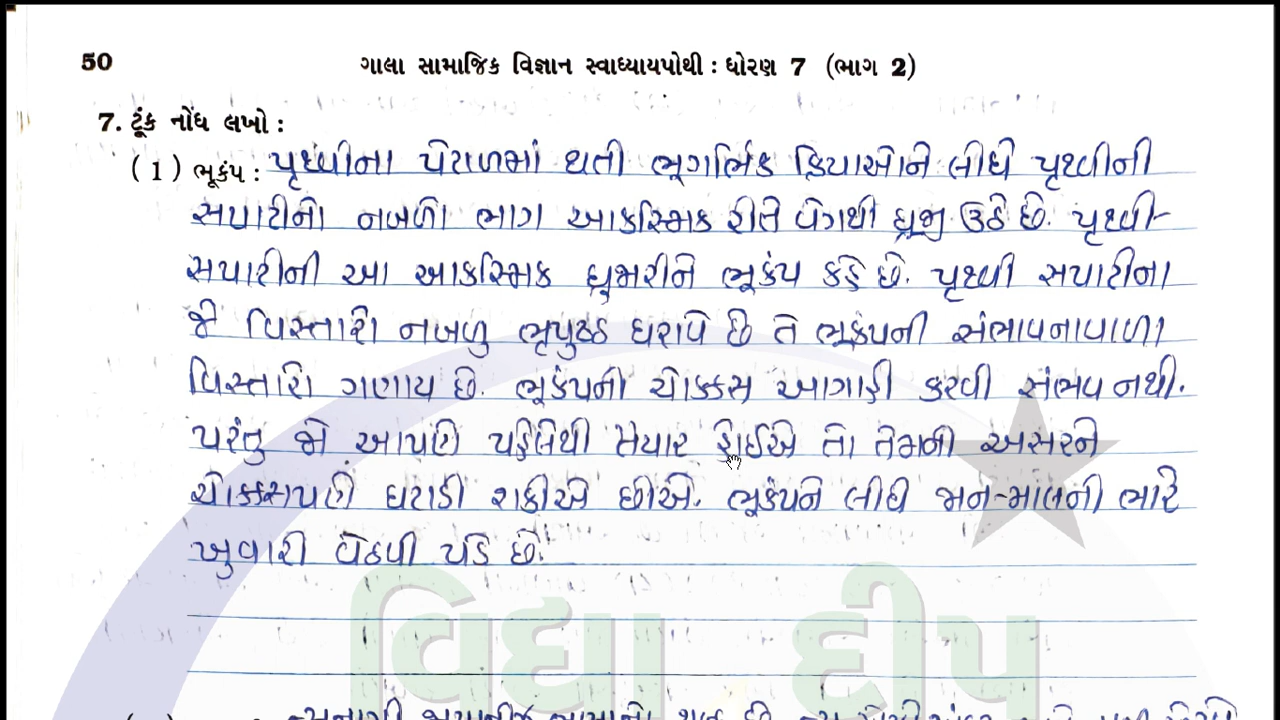 50
ગાલા સામાજિક વિજ્ઞાન સ્વાધ્યાયપોથી : ધોરણ 7 (ભાગ 2)
7. ટૂંક નોંધ લખો :
(1) ભૂકંપ : પૃથ્વીના પેટાળમાં થતી ભૂગર્ભિક ક્રિયાઓને લીધે પૃથ્વીની
સપાટીનો નબળો ભાગ આકસ્મિક રીતે વેગથી ધ્રૂજી ઉઠે છે. પૃથ્વી-
સપાટીની આ આકસ્મિક ધ્રૂજારીને ભૂકંપ કહે છે. પૃથ્વી સપાટીના
જે વિસ્તારો નબળુ ભૂપૃષ્ઠ ધરાવે છે તે ભૂકંપની સંભાવનાવાળા
વિસ્તારો ગણાય છે. ભૂકંપની ચોક્કસ આગાહી કરવી સંભવ નથી.
પરંતુ જો આપણે પહેલેથી તૈયાર હોઈએ તો તેમની અસરને
ચોક્કસપણે ઘટાડી શકીએ છીએ. ભૂકંપને લીધે જાન-માલની ભારે
ખુવારી વેઠવી પડે છે.
વિદ્યા દીપ